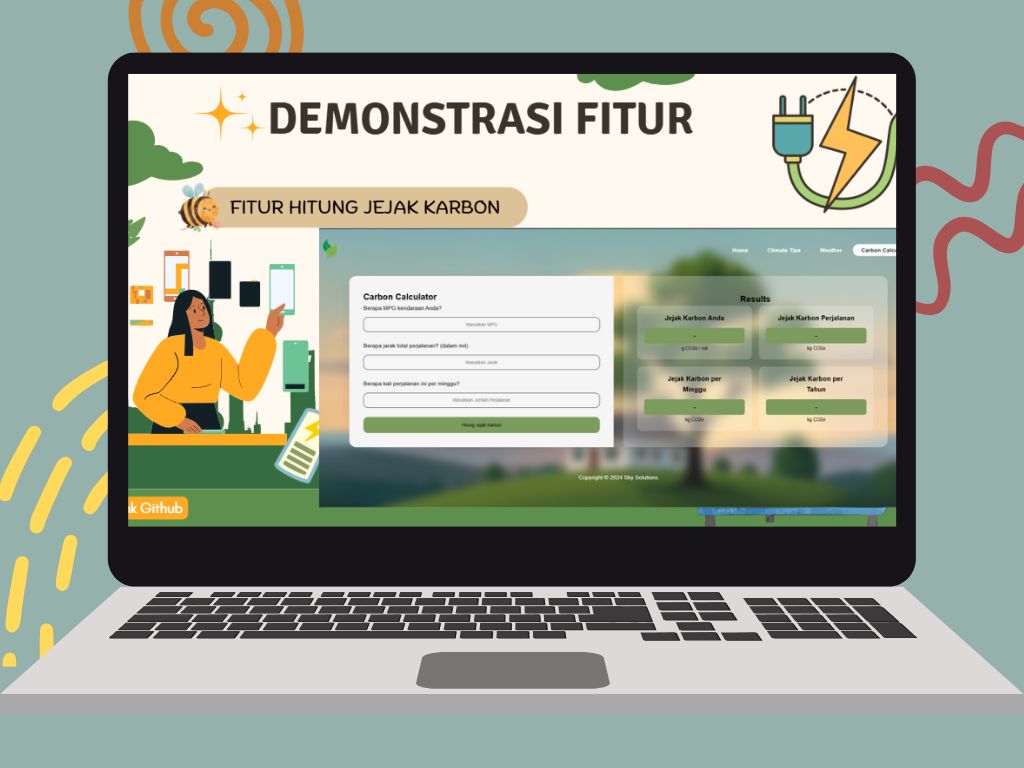 DEMONSTRASI FITUR
FITUR HITUNG JEJAK KARBON
Home Climate Tips Weather Carbon Calcu
Carbon Calculator
Berapa MPG kendaraan Anda?
Masukkan MPG
Berapa jarak total perjalanan? (dalam mil)
Masukkan Jarak
Berapa kali perjalanan ini per minggu?
Masukkan Jumlah Perjalanan
Hitung Jejak Karbon
Results
Jejak Karbon Anda
-
g CO2e / mil
Jejak Karbon Perjalanan
-
kg CO2e
Jejak Karbon per
Minggu
-
kg CO2e
Jejak Karbon per
Tahun
-
kg CO2e
Copyright © 2024 Sky Solutions
nk Github